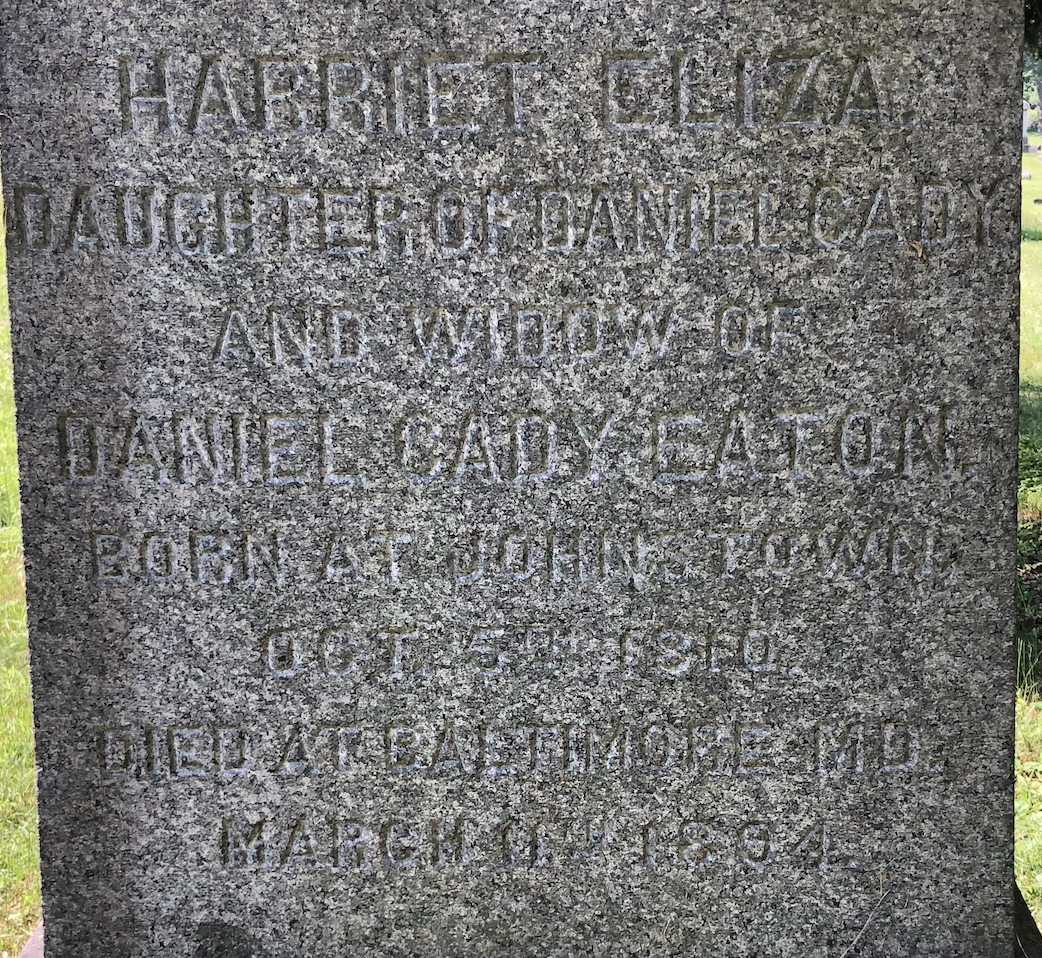 HARRIET ELIZA.
DAUGHTER OF DANIEL CADY
AND WIDOW OF
DANIEL CADY EATON.
BORN AT JOHNSTOWN.
OCT. 5TH 1810.
DIED AT BALTIMORE MD.
MARCH 11TH 1894.